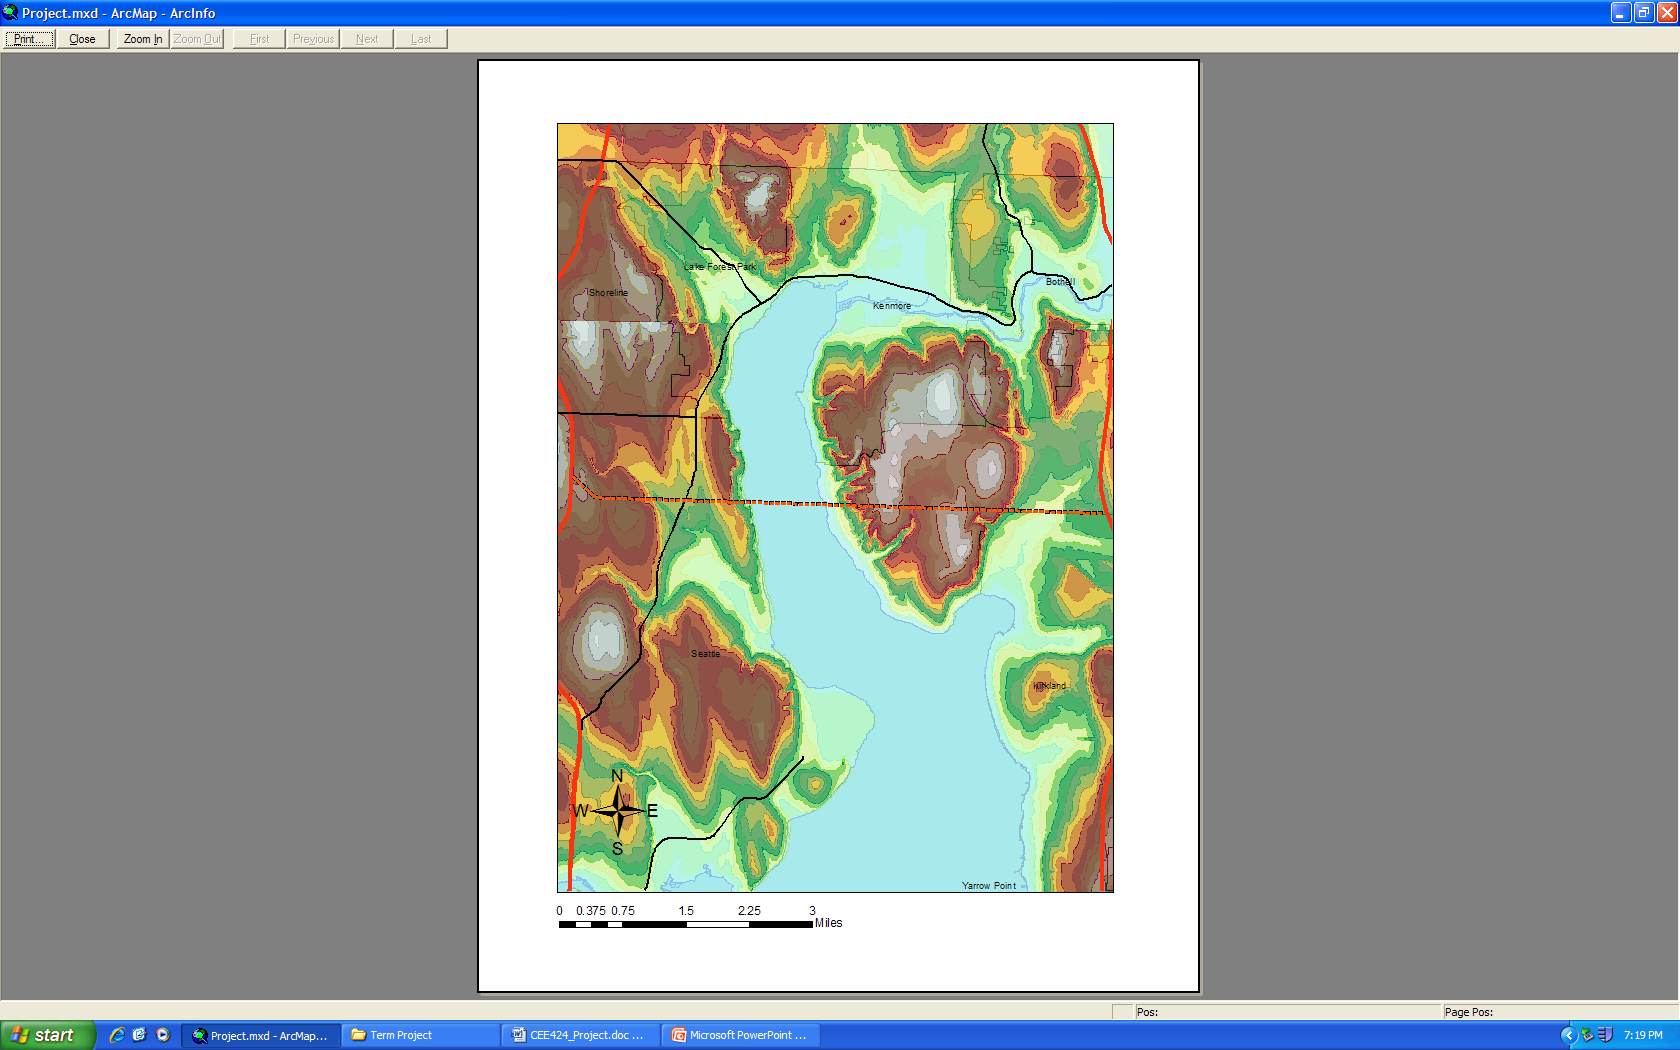 Project.mxd - ArcMap - ArcInfo
Print... Close Zoom In Zoom Out First Previous Next Last
Lake Forest Park
Bothell
Shoreline
Kenmore
Seattle
Kirkland
N
W E
S
Yarrow Point
0 0.375 0.75 1.5 2.25 3
Miles
Pos: Page Pos:
start Project.mxd - ArcMap... Term Project CEE424_Project.doc ... Microsoft PowerPoint ... 7:19 PM